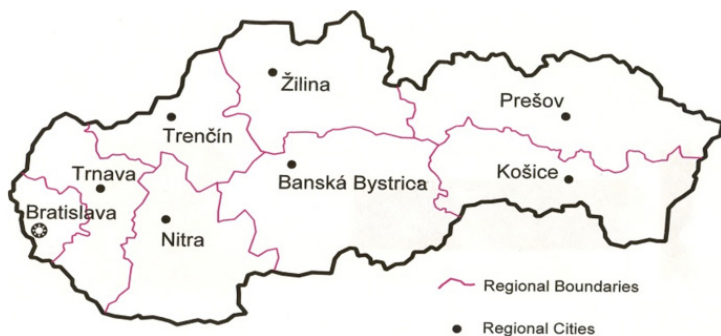 Žilina
Prešov
Trenčín
Trnava
Banská Bystrica
Košice
Bratislava
Nitra
Regional Boundaries
Regional Cities